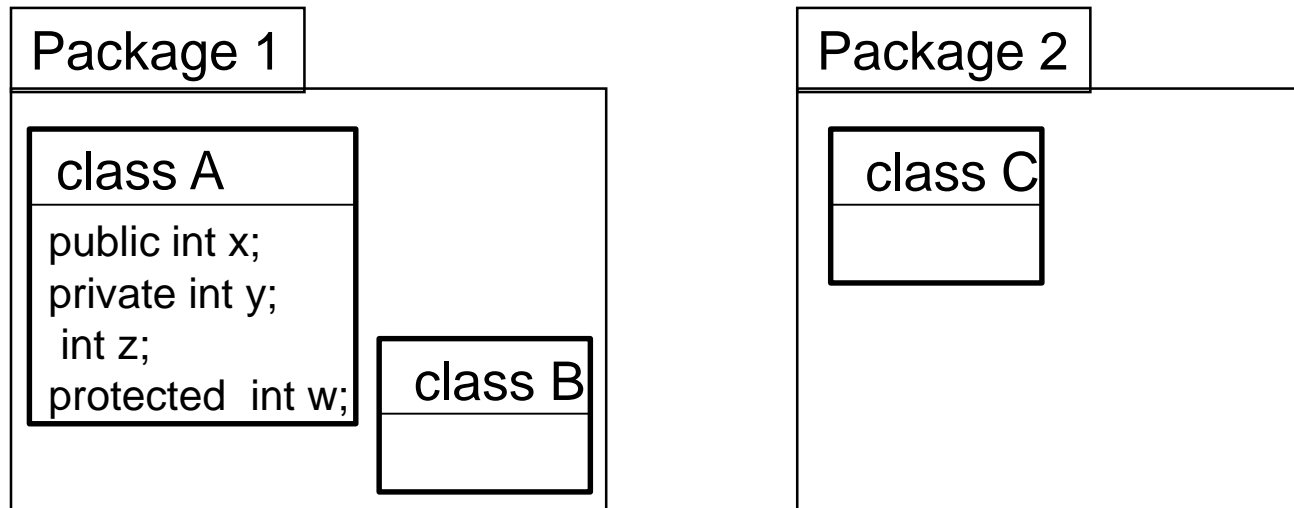 Package 1
class A
public int x;
private int y;
int z;
protected  int w;
class B
Package 2
class C